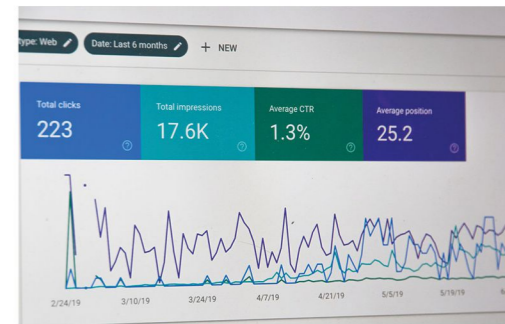 type: Web
Date: Last 6 months
+ NEW
Total clicks
223
Total impressions
17.6K
Average CTR
1.3%
Average position
25.2
2/24/19
3/10/19
3/24/19
4/7/19
4/21/19
5/5/19
5/19/19